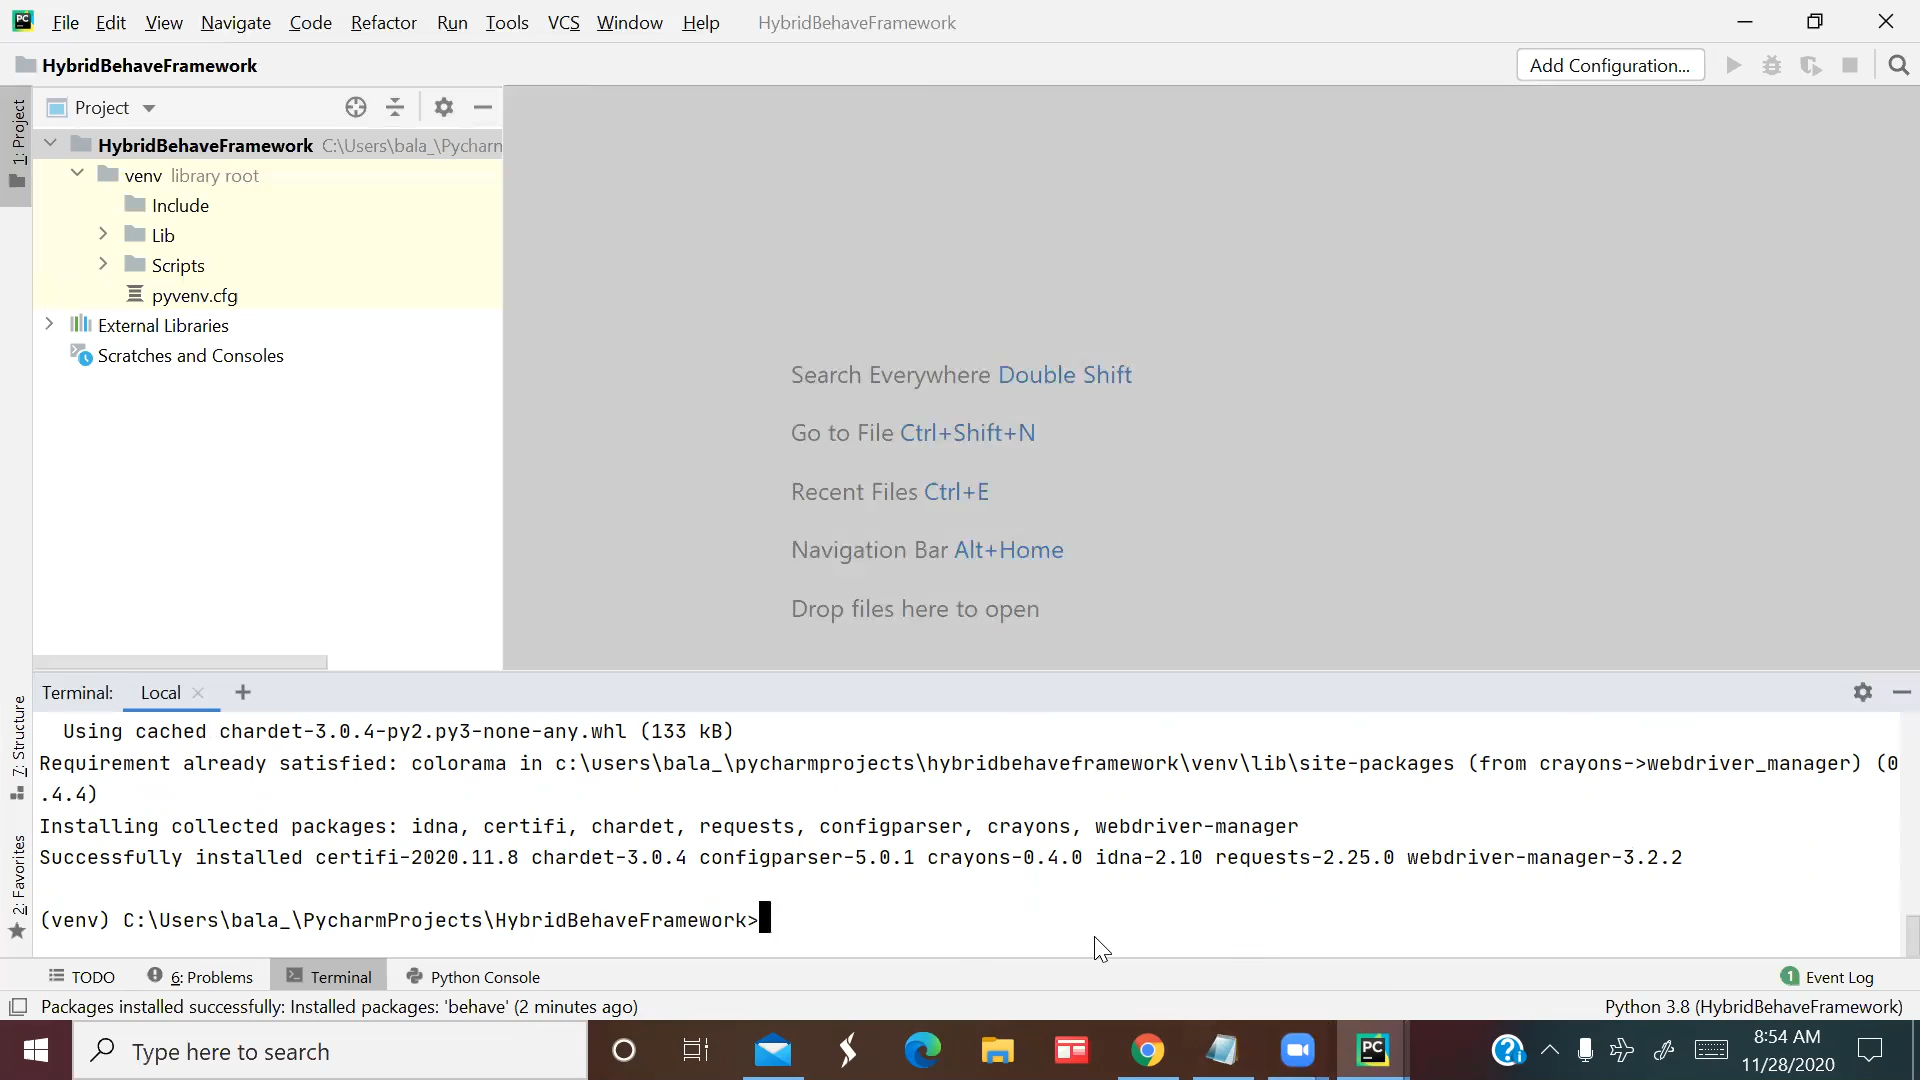 PC File Edit View Navigate Code Refactor Run Tools VCS Window Help HybridBehaveFramework
HybridBehaveFramework Add Configuration...
1: Project
Project
HybridBehaveFramework C:\Users\bala_\Pycharm
venv library root
Include
Lib
Scripts
pyvenv.cfg
External Libraries
Scratches and Consoles
Search Everywhere Double Shift
Go to File Ctrl+Shift+N
Recent Files Ctrl+E
Navigation Bar Alt+Home
Drop files here to open
7: Structure
2: Favorites
Terminal: Local
Using cached chardet-3.0.4-py2.py3-none-any.whl (133 kB)
Requirement already satisfied: colorama in c:\users\bala_\pycharmprojects\hybridbehaveframework\venv\lib\site-packages (from crayons->webdriver_manager) (0
.4.4)
Installing collected packages: idna, certifi, chardet, requests, configparser, crayons, webdriver-manager
Successfully installed certifi-2020.11.8 chardet-3.0.4 configparser-5.0.1 crayons-0.4.0 idna-2.10 requests-2.25.0 webdriver-manager-3.2.2
(venv) C:\Users\bala_\PycharmProjects\HybridBehaveFramework>
TODO 6: Problems Terminal Python Console 1 Event Log
Packages installed successfully: Installed packages: 'behave' (2 minutes ago) Python 3.8 (HybridBehaveFramework)
Type here to search PC 8:54 AM
11/28/2020